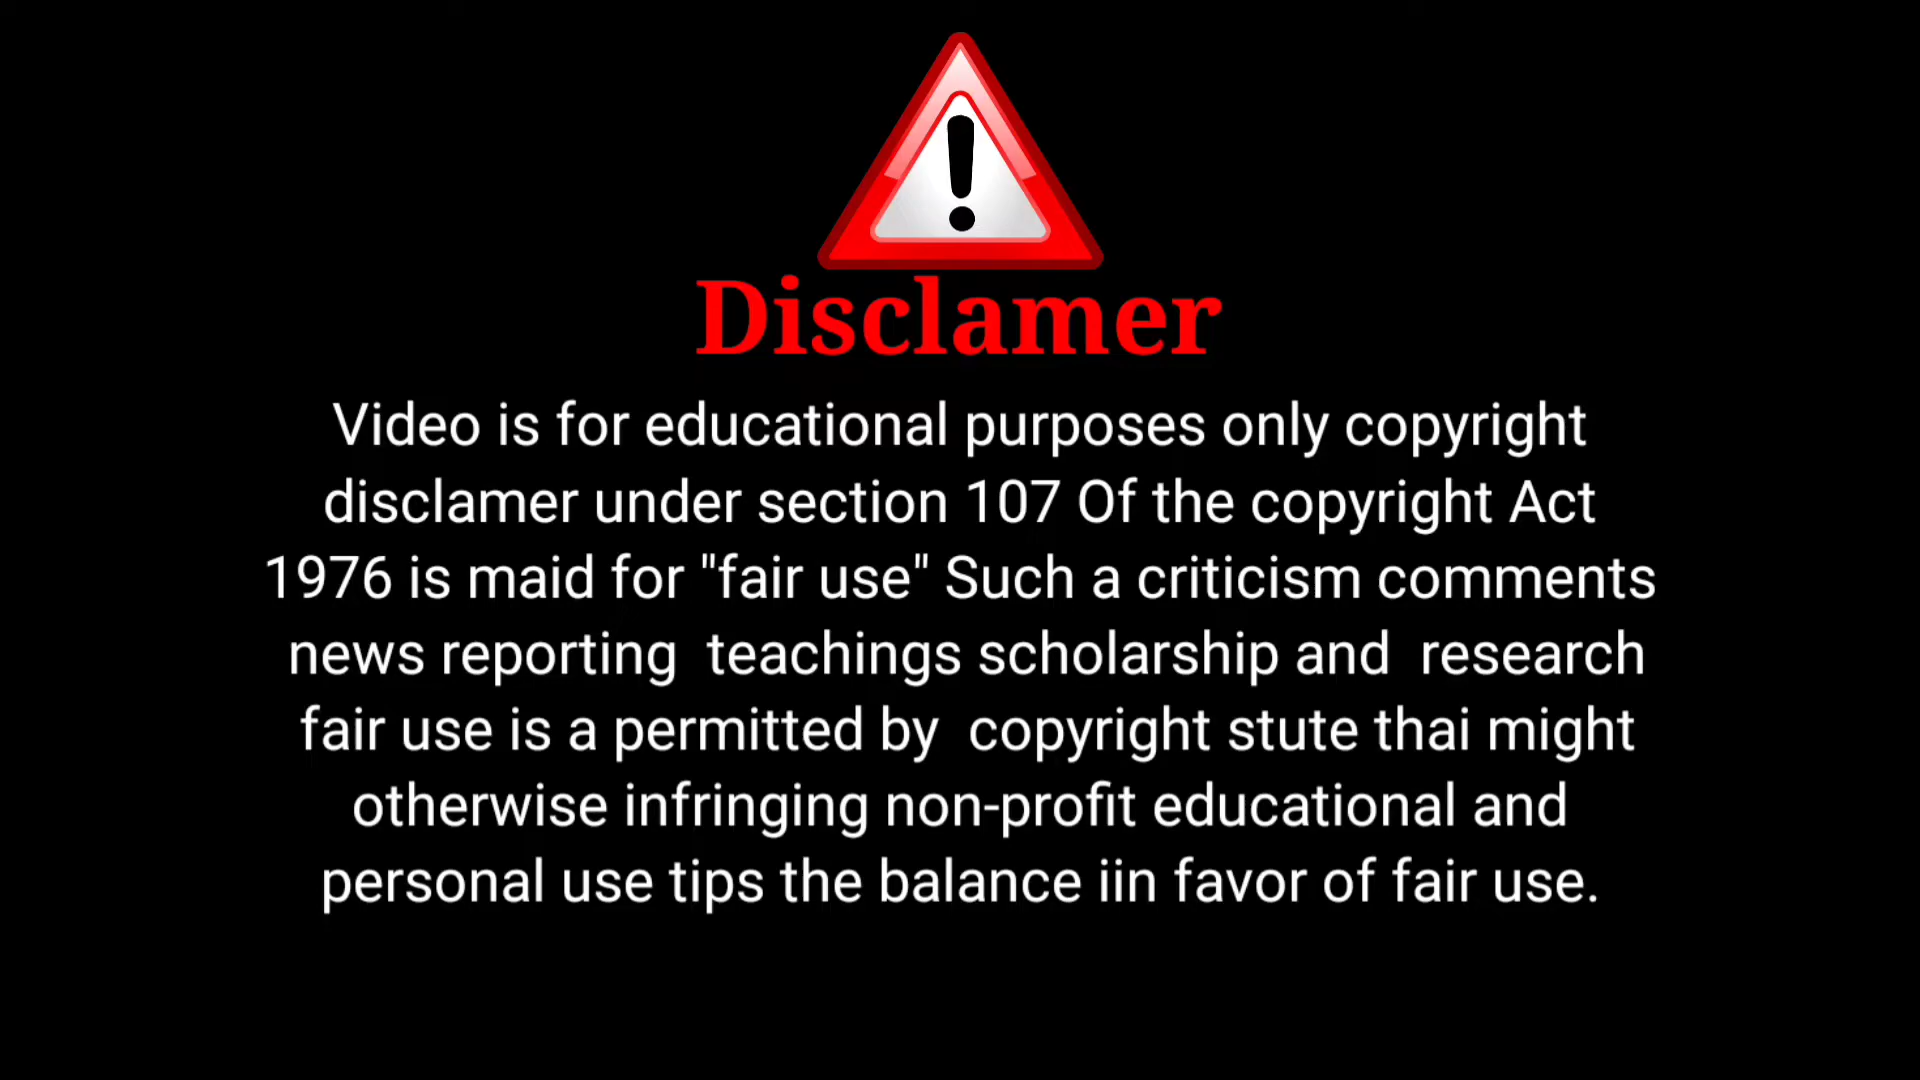 Disclamer
Video is for educational purposes only copyright
disclamer under section 107 Of the copyright Act
1976 is maid for "fair use" Such a criticism comments
news reporting  teachings scholarship and  research
fair use is a permitted by  copyright stute thai might
otherwise infringing non-profit educational and
personal use tips the balance iin favor of fair use.